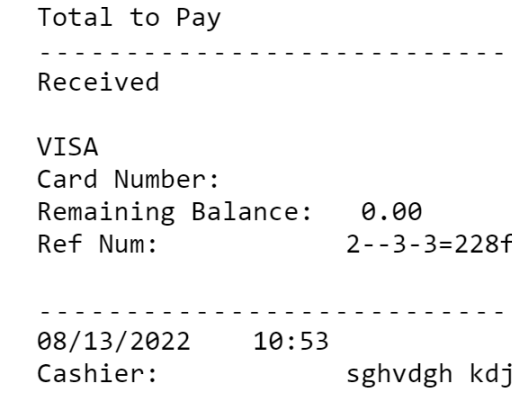 Total to Pay
----------------------------
Received
VISA
Card Number:
Remaining Balance: 0.00
Ref Num: 2--3-3=228f
----------------------------
08/13/2022 10:53
Cashier: sghvdgh kdj